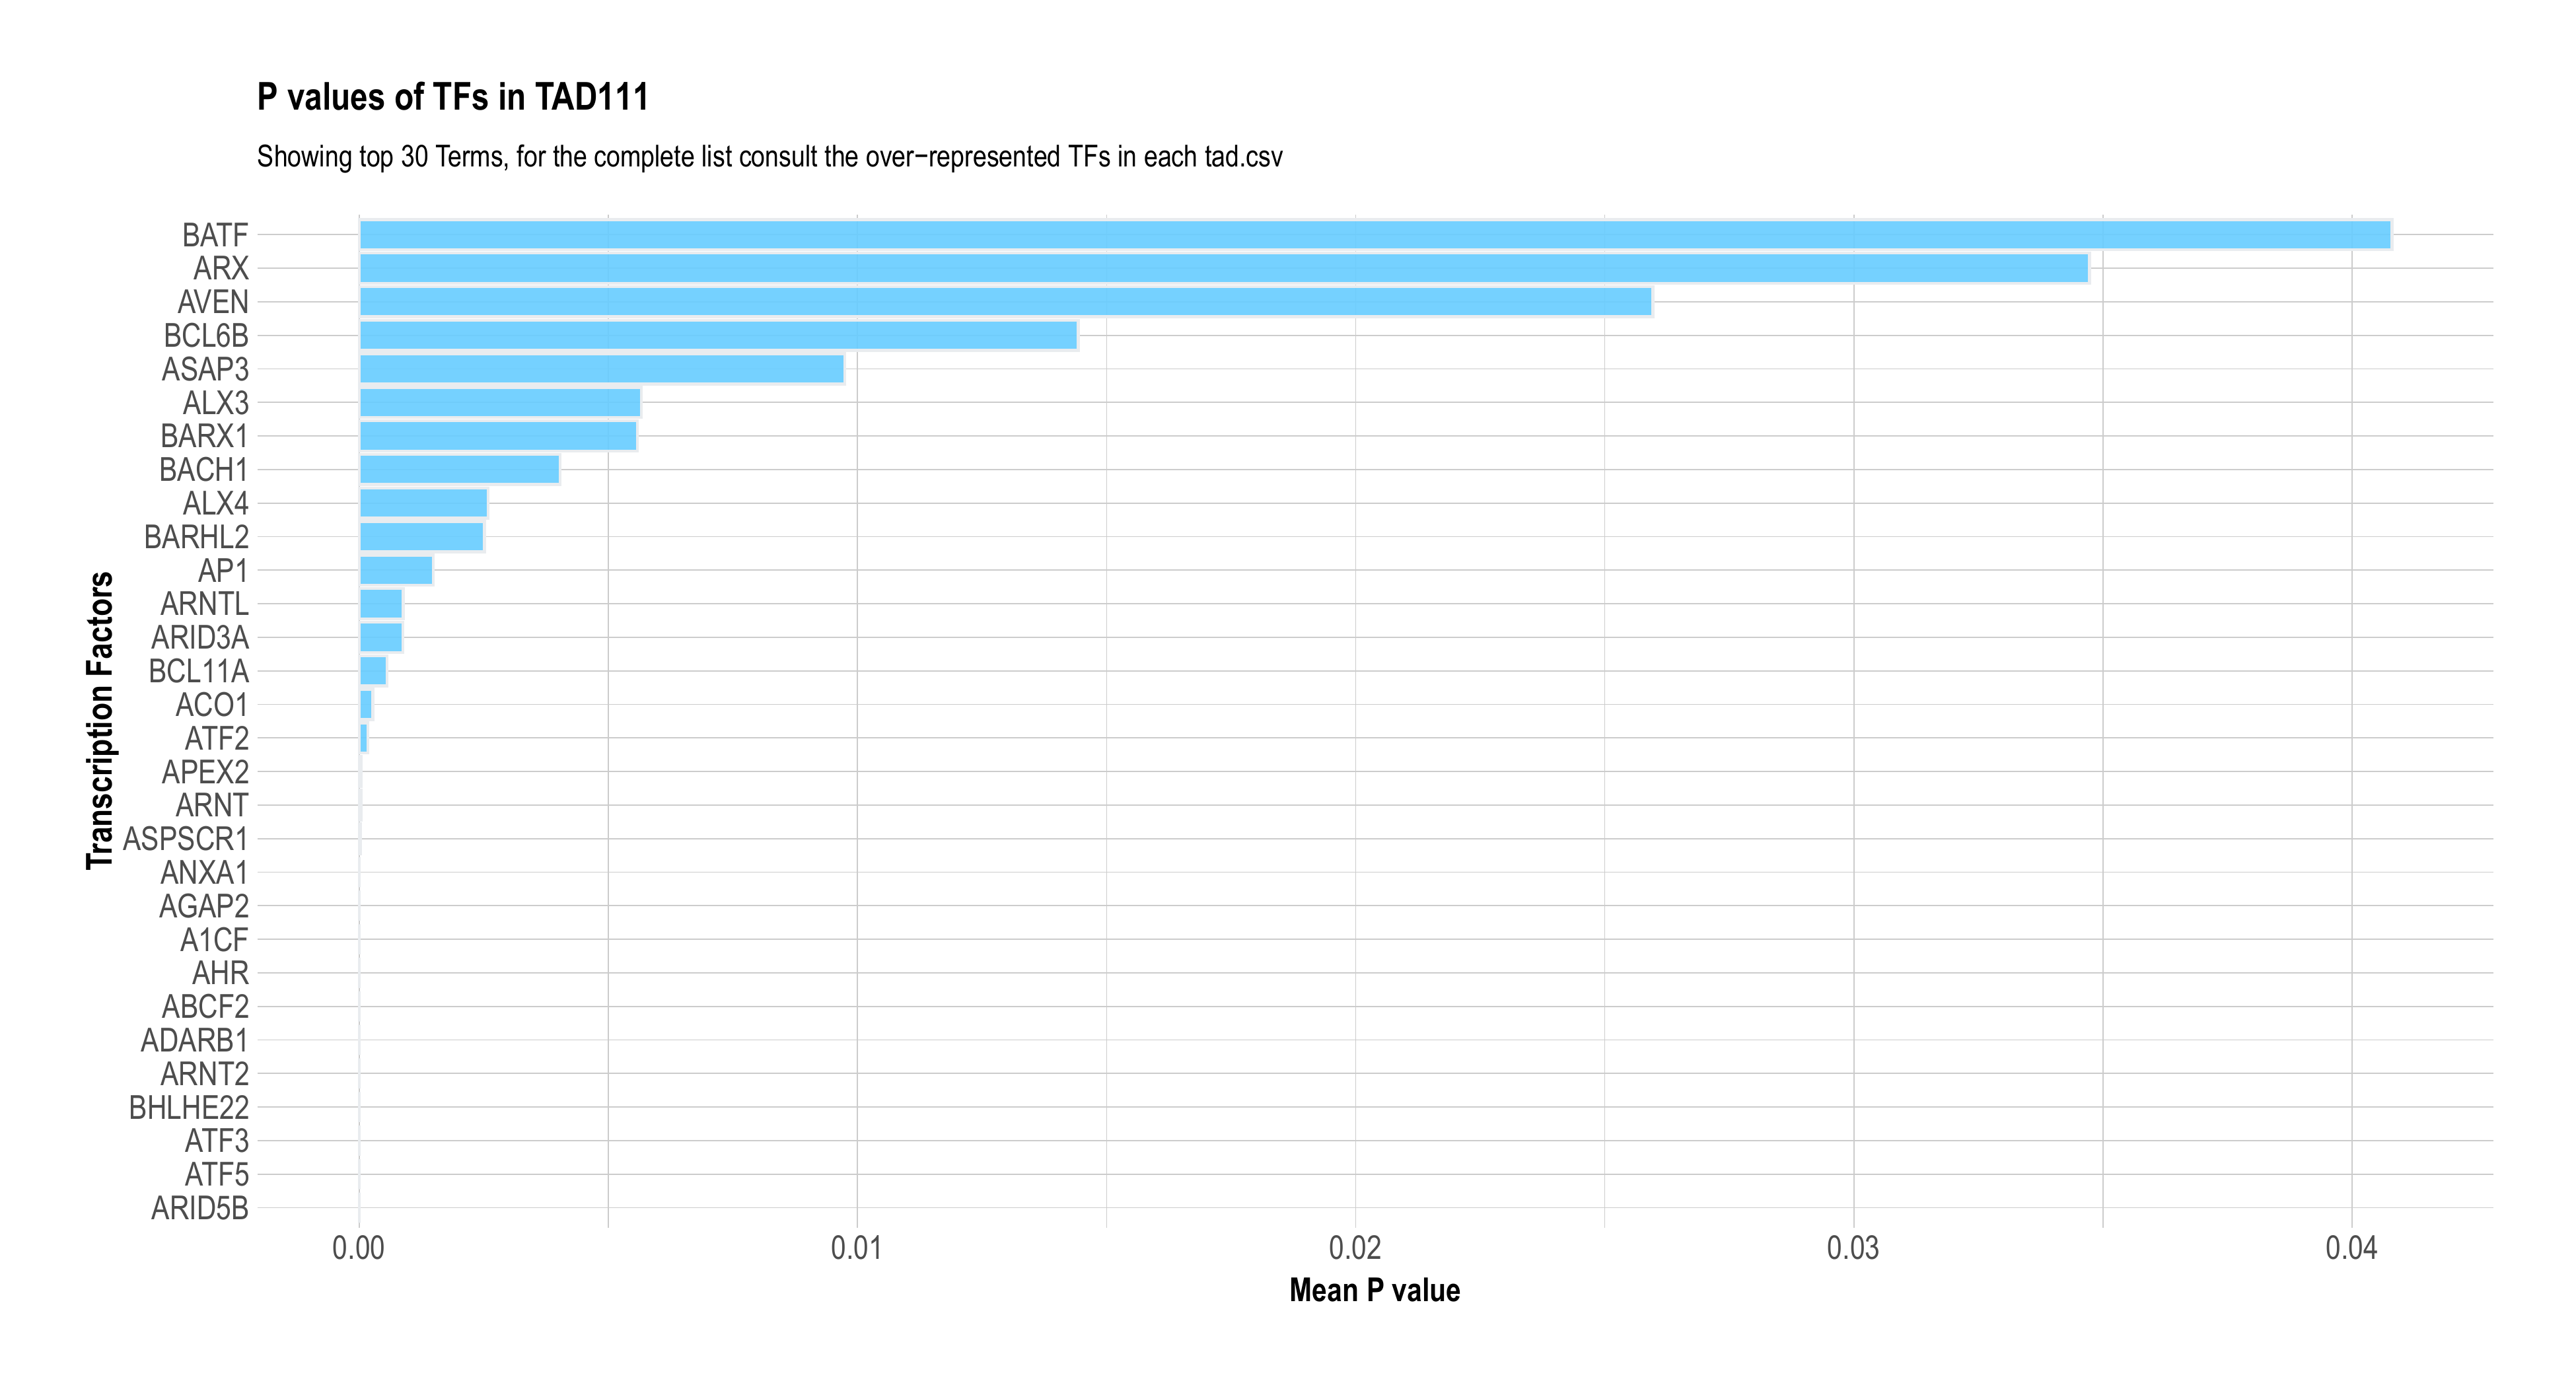 P values of TFs in TAD111
Showing top 30 Terms, for the complete list consult the over−represented TFs in each tad.csv
Transcription Factors
BATF
ARX
AVEN
BCL6B
ASAP3
ALX3
BARX1
BACH1
ALX4
BARHL2
AP1
ARNTL
ARID3A
BCL11A
ACO1
ATF2
APEX2
ARNT
ASPSCR1
ANXA1
AGAP2
A1CF
AHR
ABCF2
ADARB1
ARNT2
BHLHE22
ATF3
ATF5
ARID5B
0.00 0.01 0.02 0.03 0.04
Mean P value